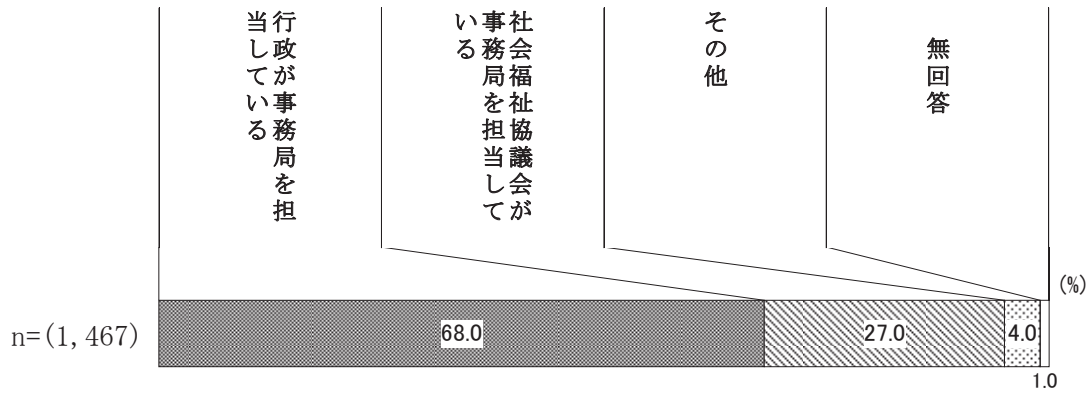 行政が事務局を担
当している
社会福祉協議会が
事務局を担当して
いる
その他
無回答
(%)
n=(1,467)
68.0
27.0
4.0
1.0